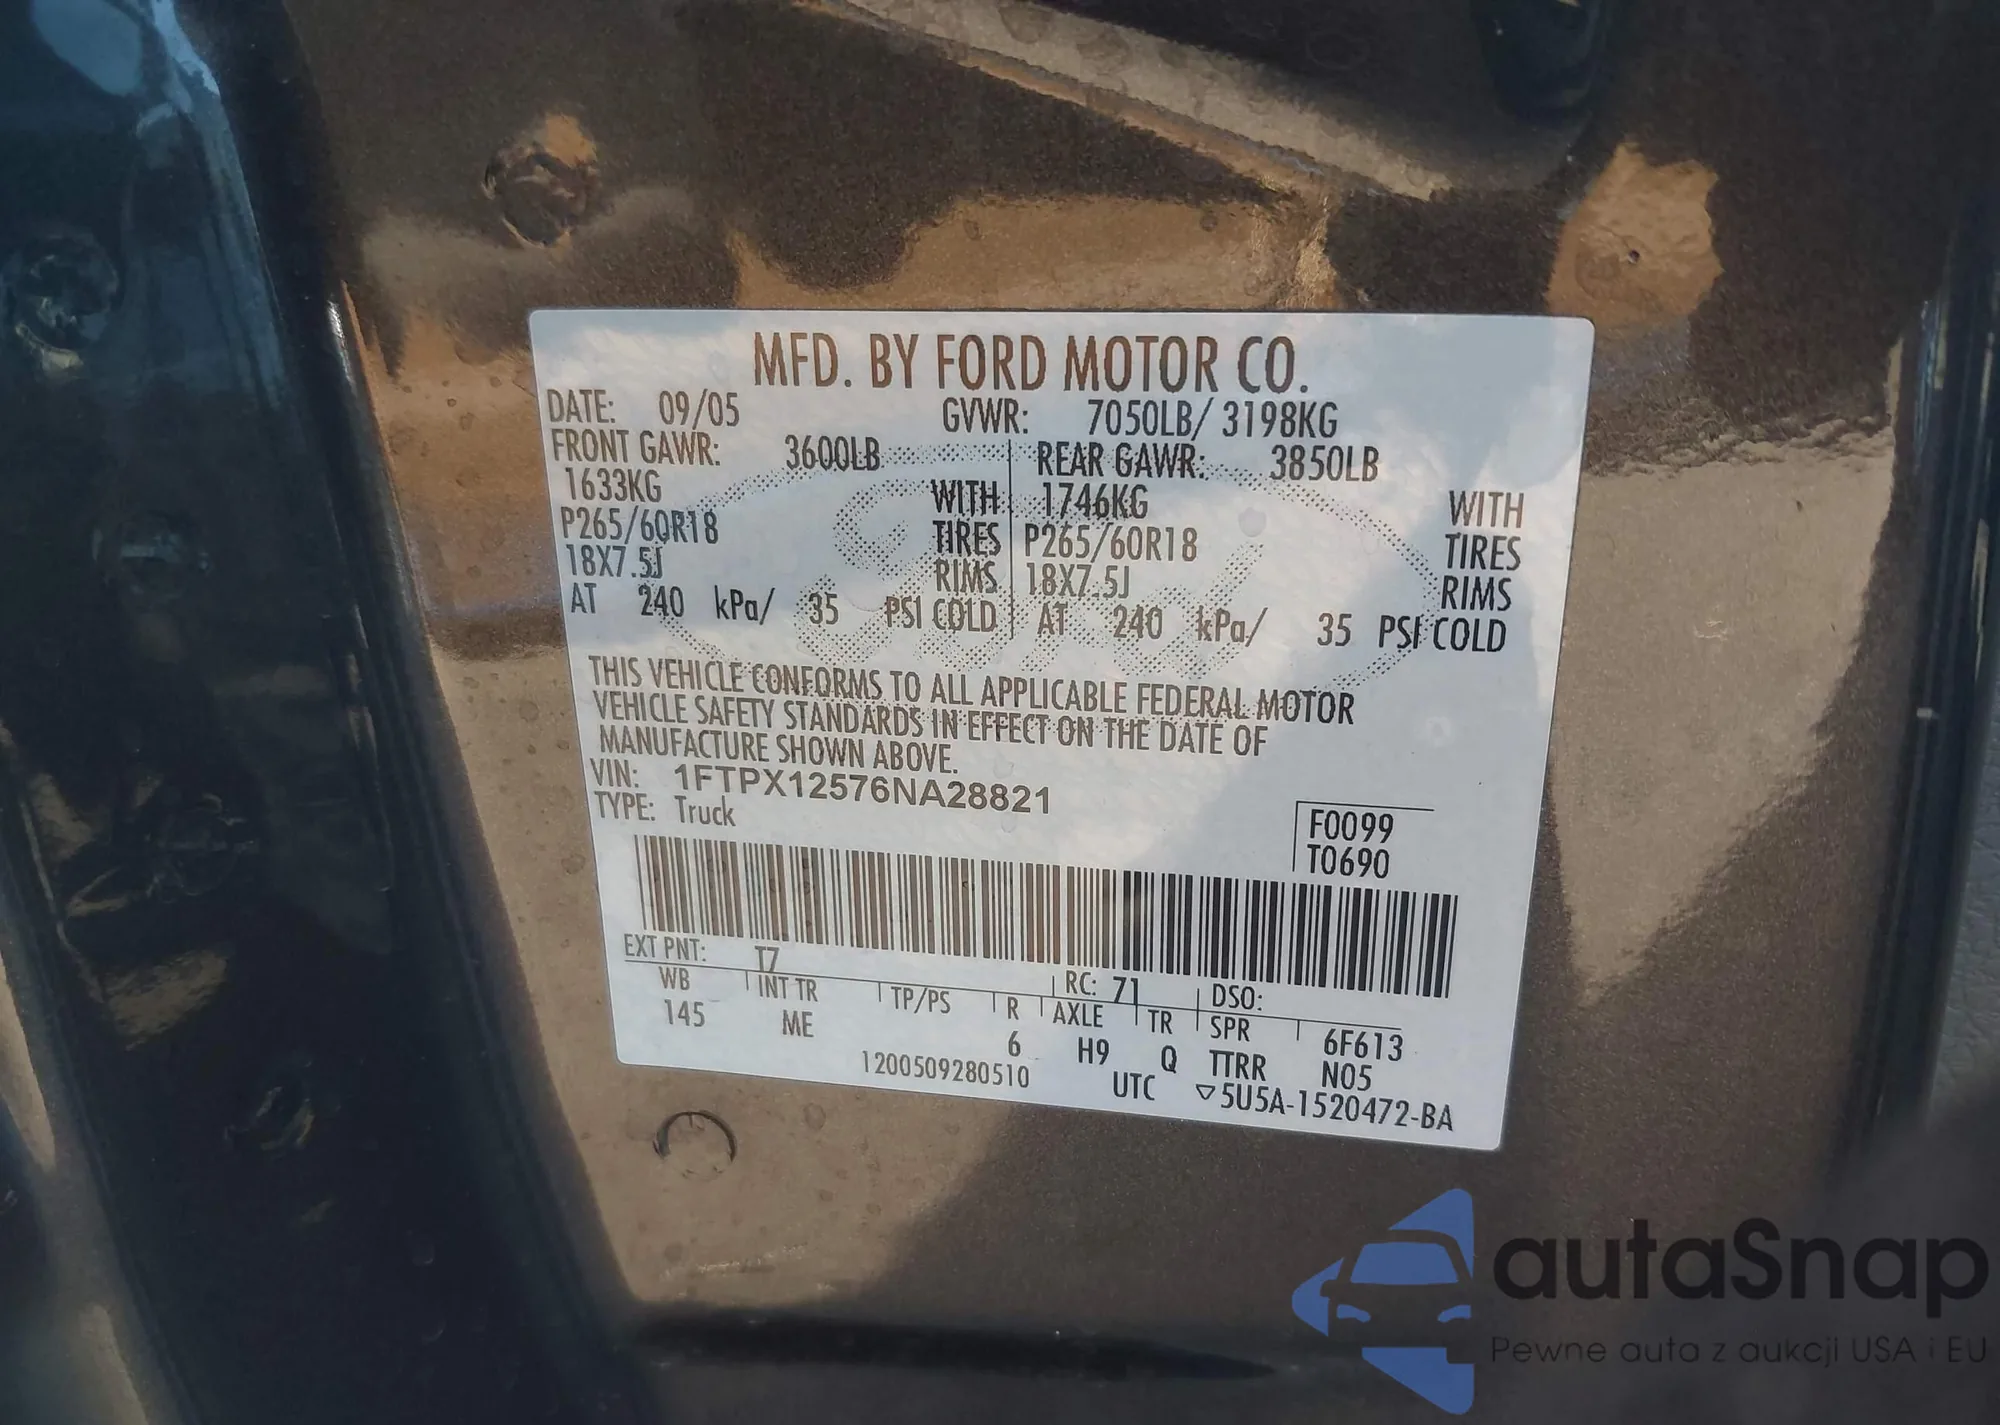 MFD. BY FORD MOTOR CO.
DATE: 09/05 GVWR: 7050LB/ 3198KG
FRONT GAWR: 3600LB REAR GAWR: 3850LB
1633KG WITH 1746KG WITH
P265/60R18 TIRES P265/60R18 TIRES
18X7.5J RIMS 18X7.5J RIMS
AT 240 kPa/ 35 PSI COLD AT 240 kPa/ 35 PSI COLD
THIS VEHICLE CONFORMS TO ALL APPLICABLE FEDERAL MOTOR
VEHICLE SAFETY STANDARDS IN EFFECT ON THE DATE OF
MANUFACTURE SHOWN ABOVE.
VIN: 1FTPX12576NA28821
TYPE: Truck
F0099
T0690
EXT PNT: T7 RC: 71 DSO:
WB INT TR TP/PS R AXLE TR SPR 6F613
145 ME 6 H9 Q TTRR N05
1200509280510 UTC ▽5U5A-1520472-BA
Ford
autaSnap
Pewne auta z aukcji USA i EU